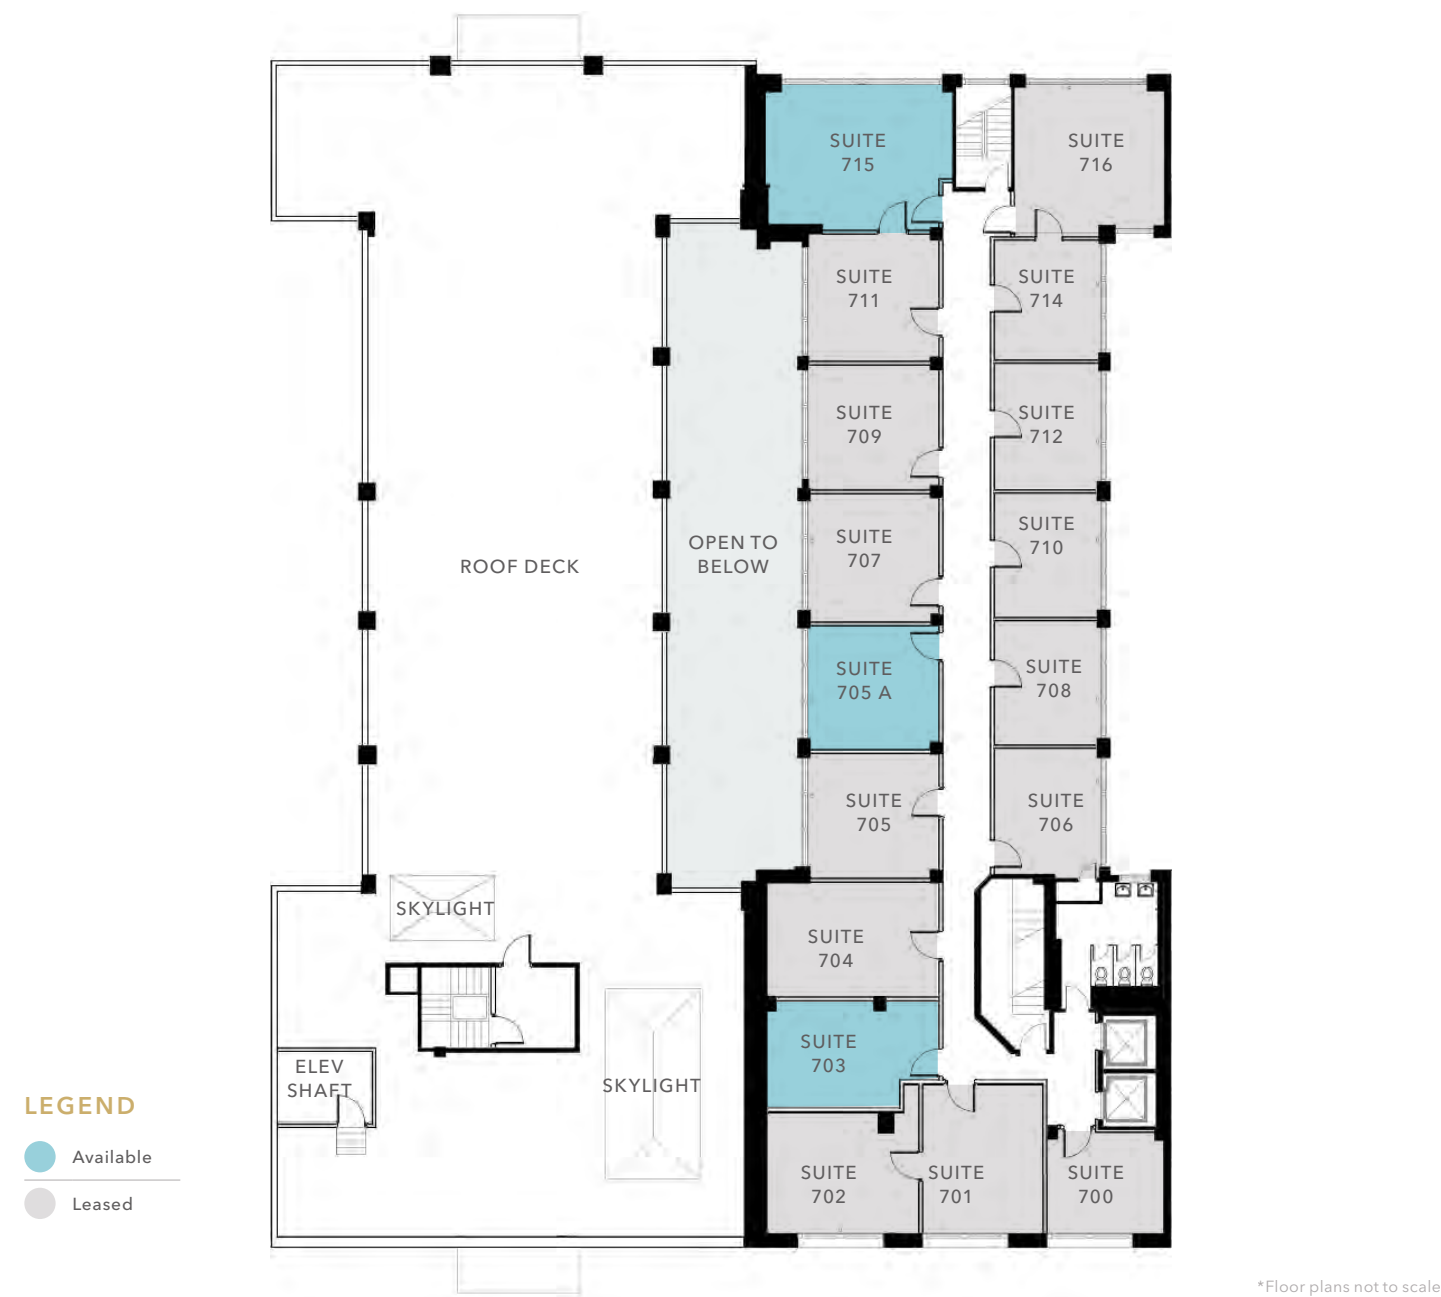 SUITE
715
SUITE
716
SUITE
711
SUITE
714
SUITE
709
SUITE
712
SUITE
707
SUITE
710
OPEN TO
BELOW
ROOF DECK
SUITE
705 A
SUITE
708
SUITE
705
SUITE
706
SKYLIGHT
SUITE
704
SUITE
703
ELEV
SHAFT
SKYLIGHT
SUITE
702
SUITE
701
SUITE
700
LEGEND
Available
Leased
*Floor plans not to scale